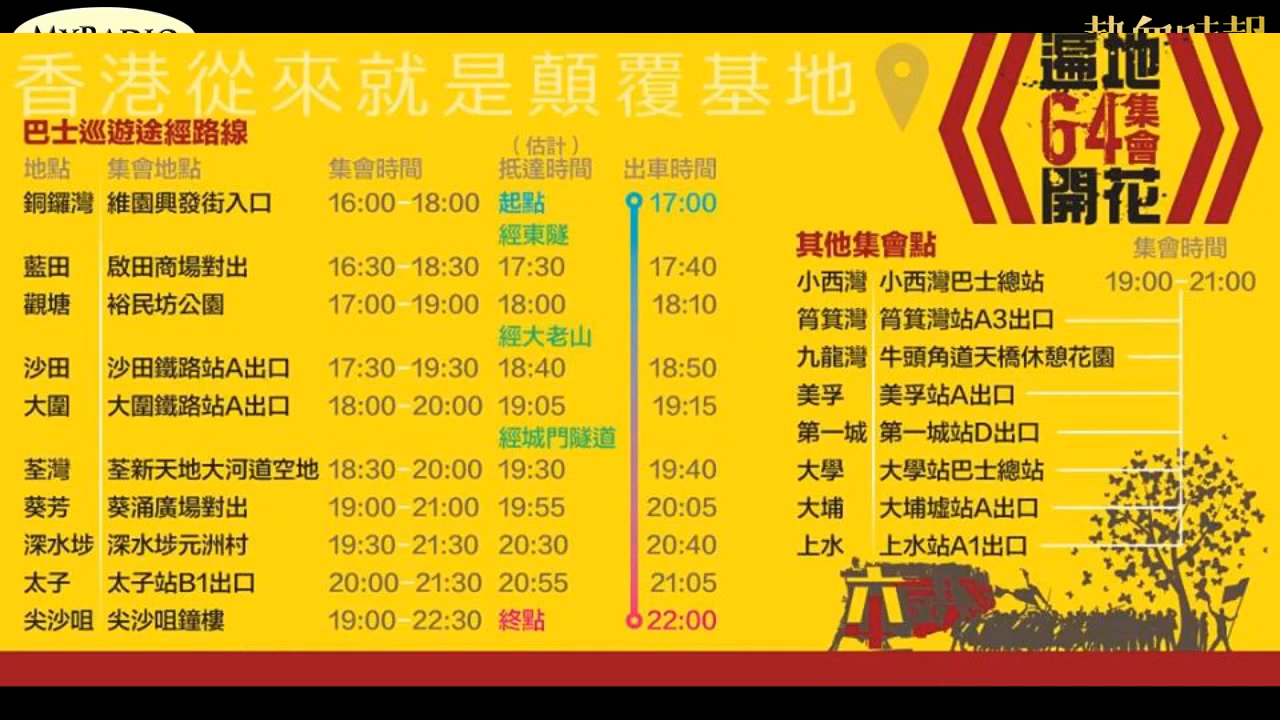 MYRADIO
熱血時報
香港從來就是顛覆基地
遍地
64集會
開花
巴士巡遊途經路線
地點 集會地點 集會時間 (估計)抵達時間 出車時間
銅鑼灣 維園興發街入口 16:00-18:00 起點 17:00
經東隧
藍田 啟田商場對出 16:30-18:30 17:30 17:40
觀塘 裕民坊公園 17:00-19:00 18:00 18:10
經大老山
沙田 沙田鐵路站A出口 17:30-19:30 18:40 18:50
大圍 大圍鐵路站A出口 18:00-20:00 19:05 19:15
經城門隧道
荃灣 荃新天地大河道空地 18:30-20:00 19:30 19:40
葵芳 葵涌廣場對出 19:00-21:00 19:55 20:05
深水埗 深水埗元洲村 19:30-21:30 20:30 20:40
太子 太子站B1出口 20:00-21:30 20:55 21:05
尖沙咀 尖沙咀鐘樓 19:00-22:30 終點 22:00
其他集會點 集會時間
小西灣 小西灣巴士總站 19:00-21:00
筲箕灣 筲箕灣站A3出口
九龍灣 牛頭角道天橋休憩花園
美孚 美孚站A出口
第一城 第一城站D出口
大學 大學站巴士總站
大埔 大埔墟站A出口
上水 上水站A1出口
六四